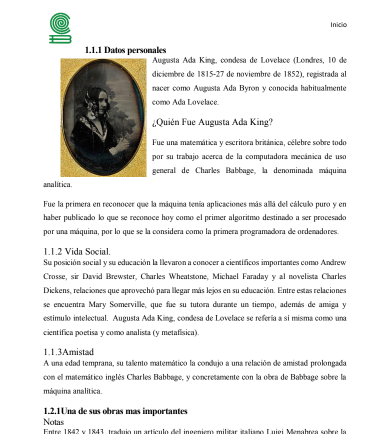 Inicio
1.1.1 Datos personales
Augusta Ada King, condesa de Lovelace (Londres, 10 de
diciembre de 1815-27 de noviembre de 1852), registrada al
nacer como Augusta Ada Byron y conocida habitualmente
como Ada Lovelace.
¿Quién Fue Augusta Ada King?
Fue una matemática y escritora británica, célebre sobre todo
por su trabajo acerca de la computadora mecánica de uso
general de Charles Babbage, la denominada máquina
analítica.
Fue la primera en reconocer que la máquina tenía aplicaciones más allá del cálculo puro y en
haber publicado lo que se reconoce hoy como el primer algoritmo destinado a ser procesado
por una máquina, por lo que se la considera como la primera programadora de ordenadores.
1.1.2 Vida Social.
Su posición social y su educación la llevaron a conocer a científicos importantes como Andrew
Crosse, sir David Brewster, Charles Wheatstone, Michael Faraday y al novelista Charles
Dickens, relaciones que aprovechó para llegar más lejos en su educación. Entre estas relaciones
se encuentra Mary Somerville, que fue su tutora durante un tiempo, además de amiga y
estímulo intelectual. Augusta Ada King, condesa de Lovelace se refería a sí misma como una
científica poetisa y como analista (y metafísica).
1.1.3Amistad
A una edad temprana, su talento matemático la condujo a una relación de amistad prolongada
con el matemático inglés Charles Babbage, y concretamente con la obra de Babbage sobre la
máquina analítica.
1.2.1Una de sus obras mas importantes
Notas
Entre 1842 y 1843, tradujo un artículo del ingeniero militar italiano Luigi Menabrea sobre la